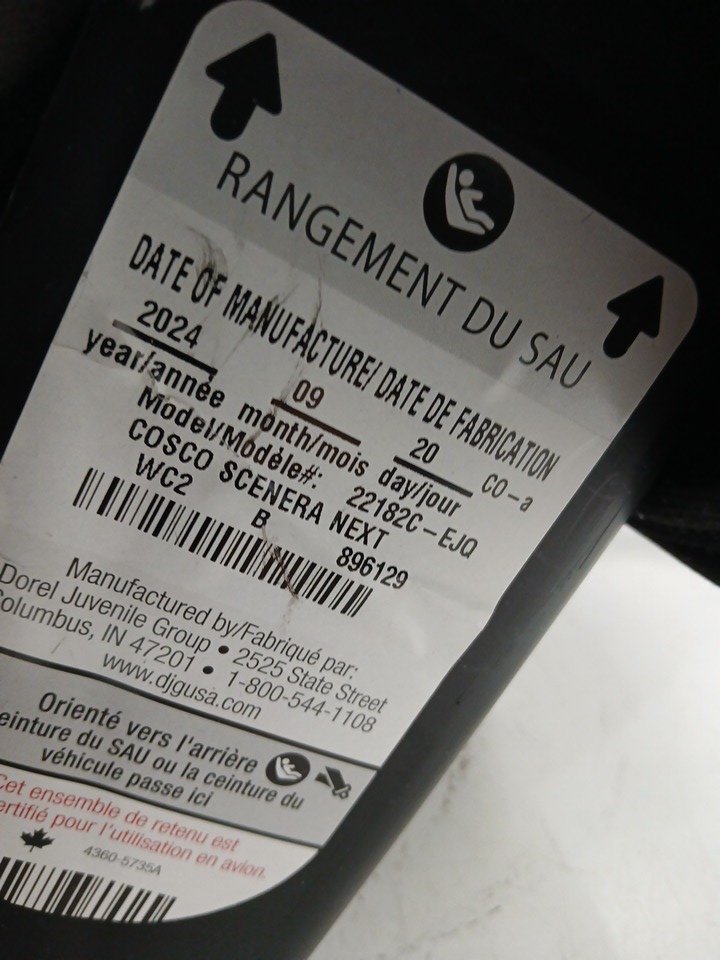 RANGEMENT DU SAU
DATE OF MANUFACTURE/ DATE DE FABRICATION
2024 09 20 CO-a
year/année month/mois day/jour
Model/Modèle#: 22182C-EJQ
COSCO SCENERA NEXT
WC2 B 896129
Manufactured by/Fabriqué par:
Dorel Juvenile Group • 2525 State Street
Columbus, IN 47201 • 1-800-544-1108
www.djgusa.com
Orienté vers l'arrière
einture du SAU ou la ceinture du
véhicule passe ici
Cet ensemble de retenu est
ertifié pour l'utilisation en avion.
4360-5735A